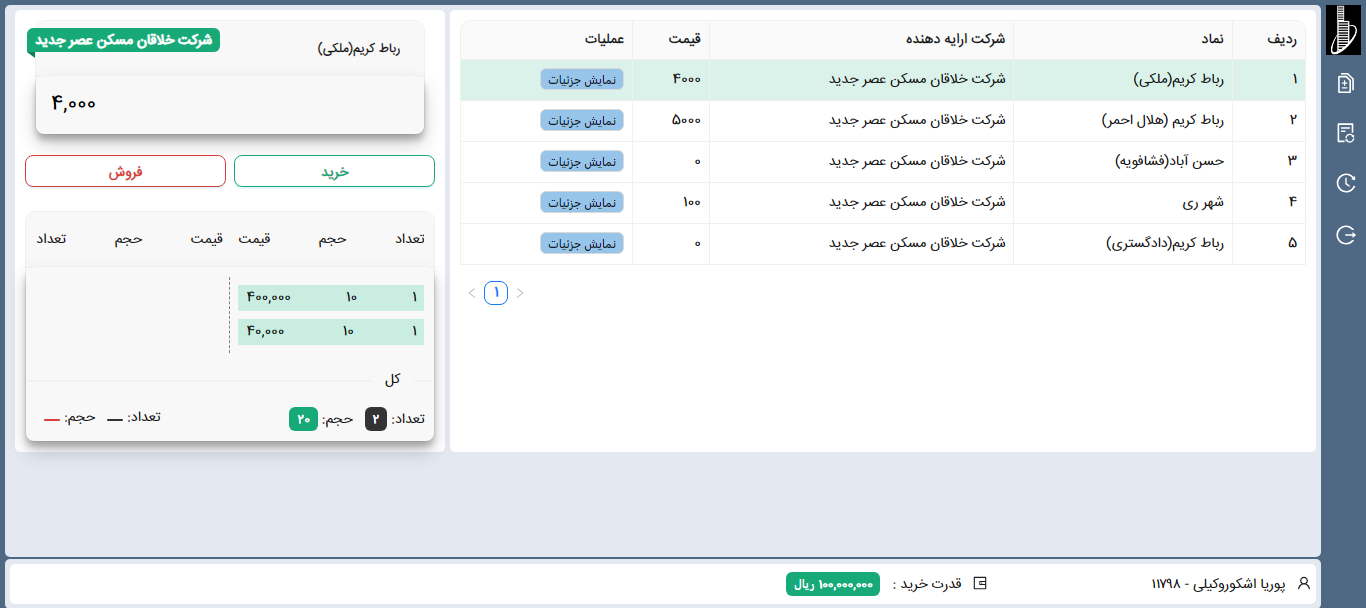 ردیف نماد شرکت ارایه دهنده قیمت عملیات
۱ رباط کریم(ملکی) شرکت خلاقان مسکن عصر جدید ۴۰۰۰ نمایش جزئیات
۲ رباط کریم (هلال احمر) شرکت خلاقان مسکن عصر جدید ۵۰۰۰ نمایش جزئیات
۳ حسن آباد(فشافویه) شرکت خلاقان مسکن عصر جدید ۰ نمایش جزئیات
۴ شهر ری شرکت خلاقان مسکن عصر جدید ۱۰۰ نمایش جزئیات
۵ رباط کریم(دادگستری) شرکت خلاقان مسکن عصر جدید ۰ نمایش جزئیات
۱
شرکت خلاقان مسکن عصر جدید
رباط کریم(ملکی)
۴,۰۰۰
خرید فروش
تعداد حجم قیمت قیمت حجم تعداد
۱ ۱۰ ۴۰۰,۰۰۰
۱ ۱۰ ۴۰,۰۰۰
کل
تعداد: ۲ حجم: ۲۰ تعداد: — حجم: —
پوریا اشکوروکیلی - ۱۱۷۹۸ قدرت خرید : ۱۰۰,۰۰۰,۰۰۰ ریال